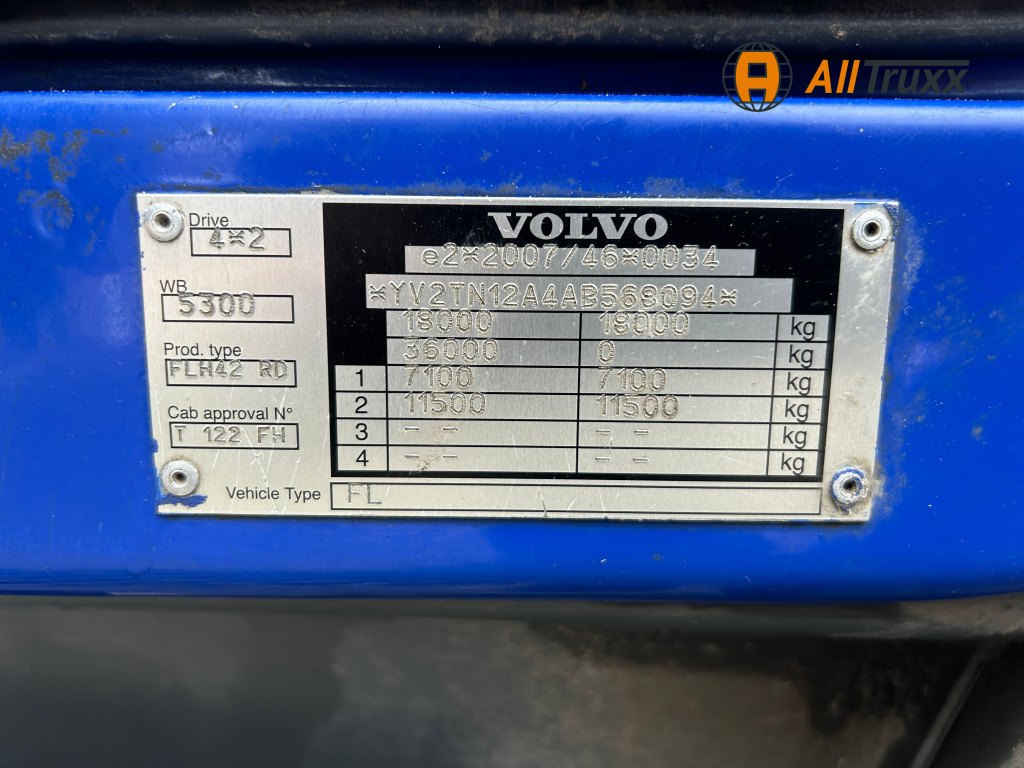 AllTruxx
Drive
4*2
WB
5300
Prod. type
FLH42 RD
Cab approval N°
T 122 FH
VOLVO
e2*2007/46*0034
*YV2TN12A4AB568094*
18000 18000 kg
36000 0 kg
1 7100 7100 kg
2 11500 11500 kg
3 -- -- kg
4 -- -- kg
Vehicle Type FL